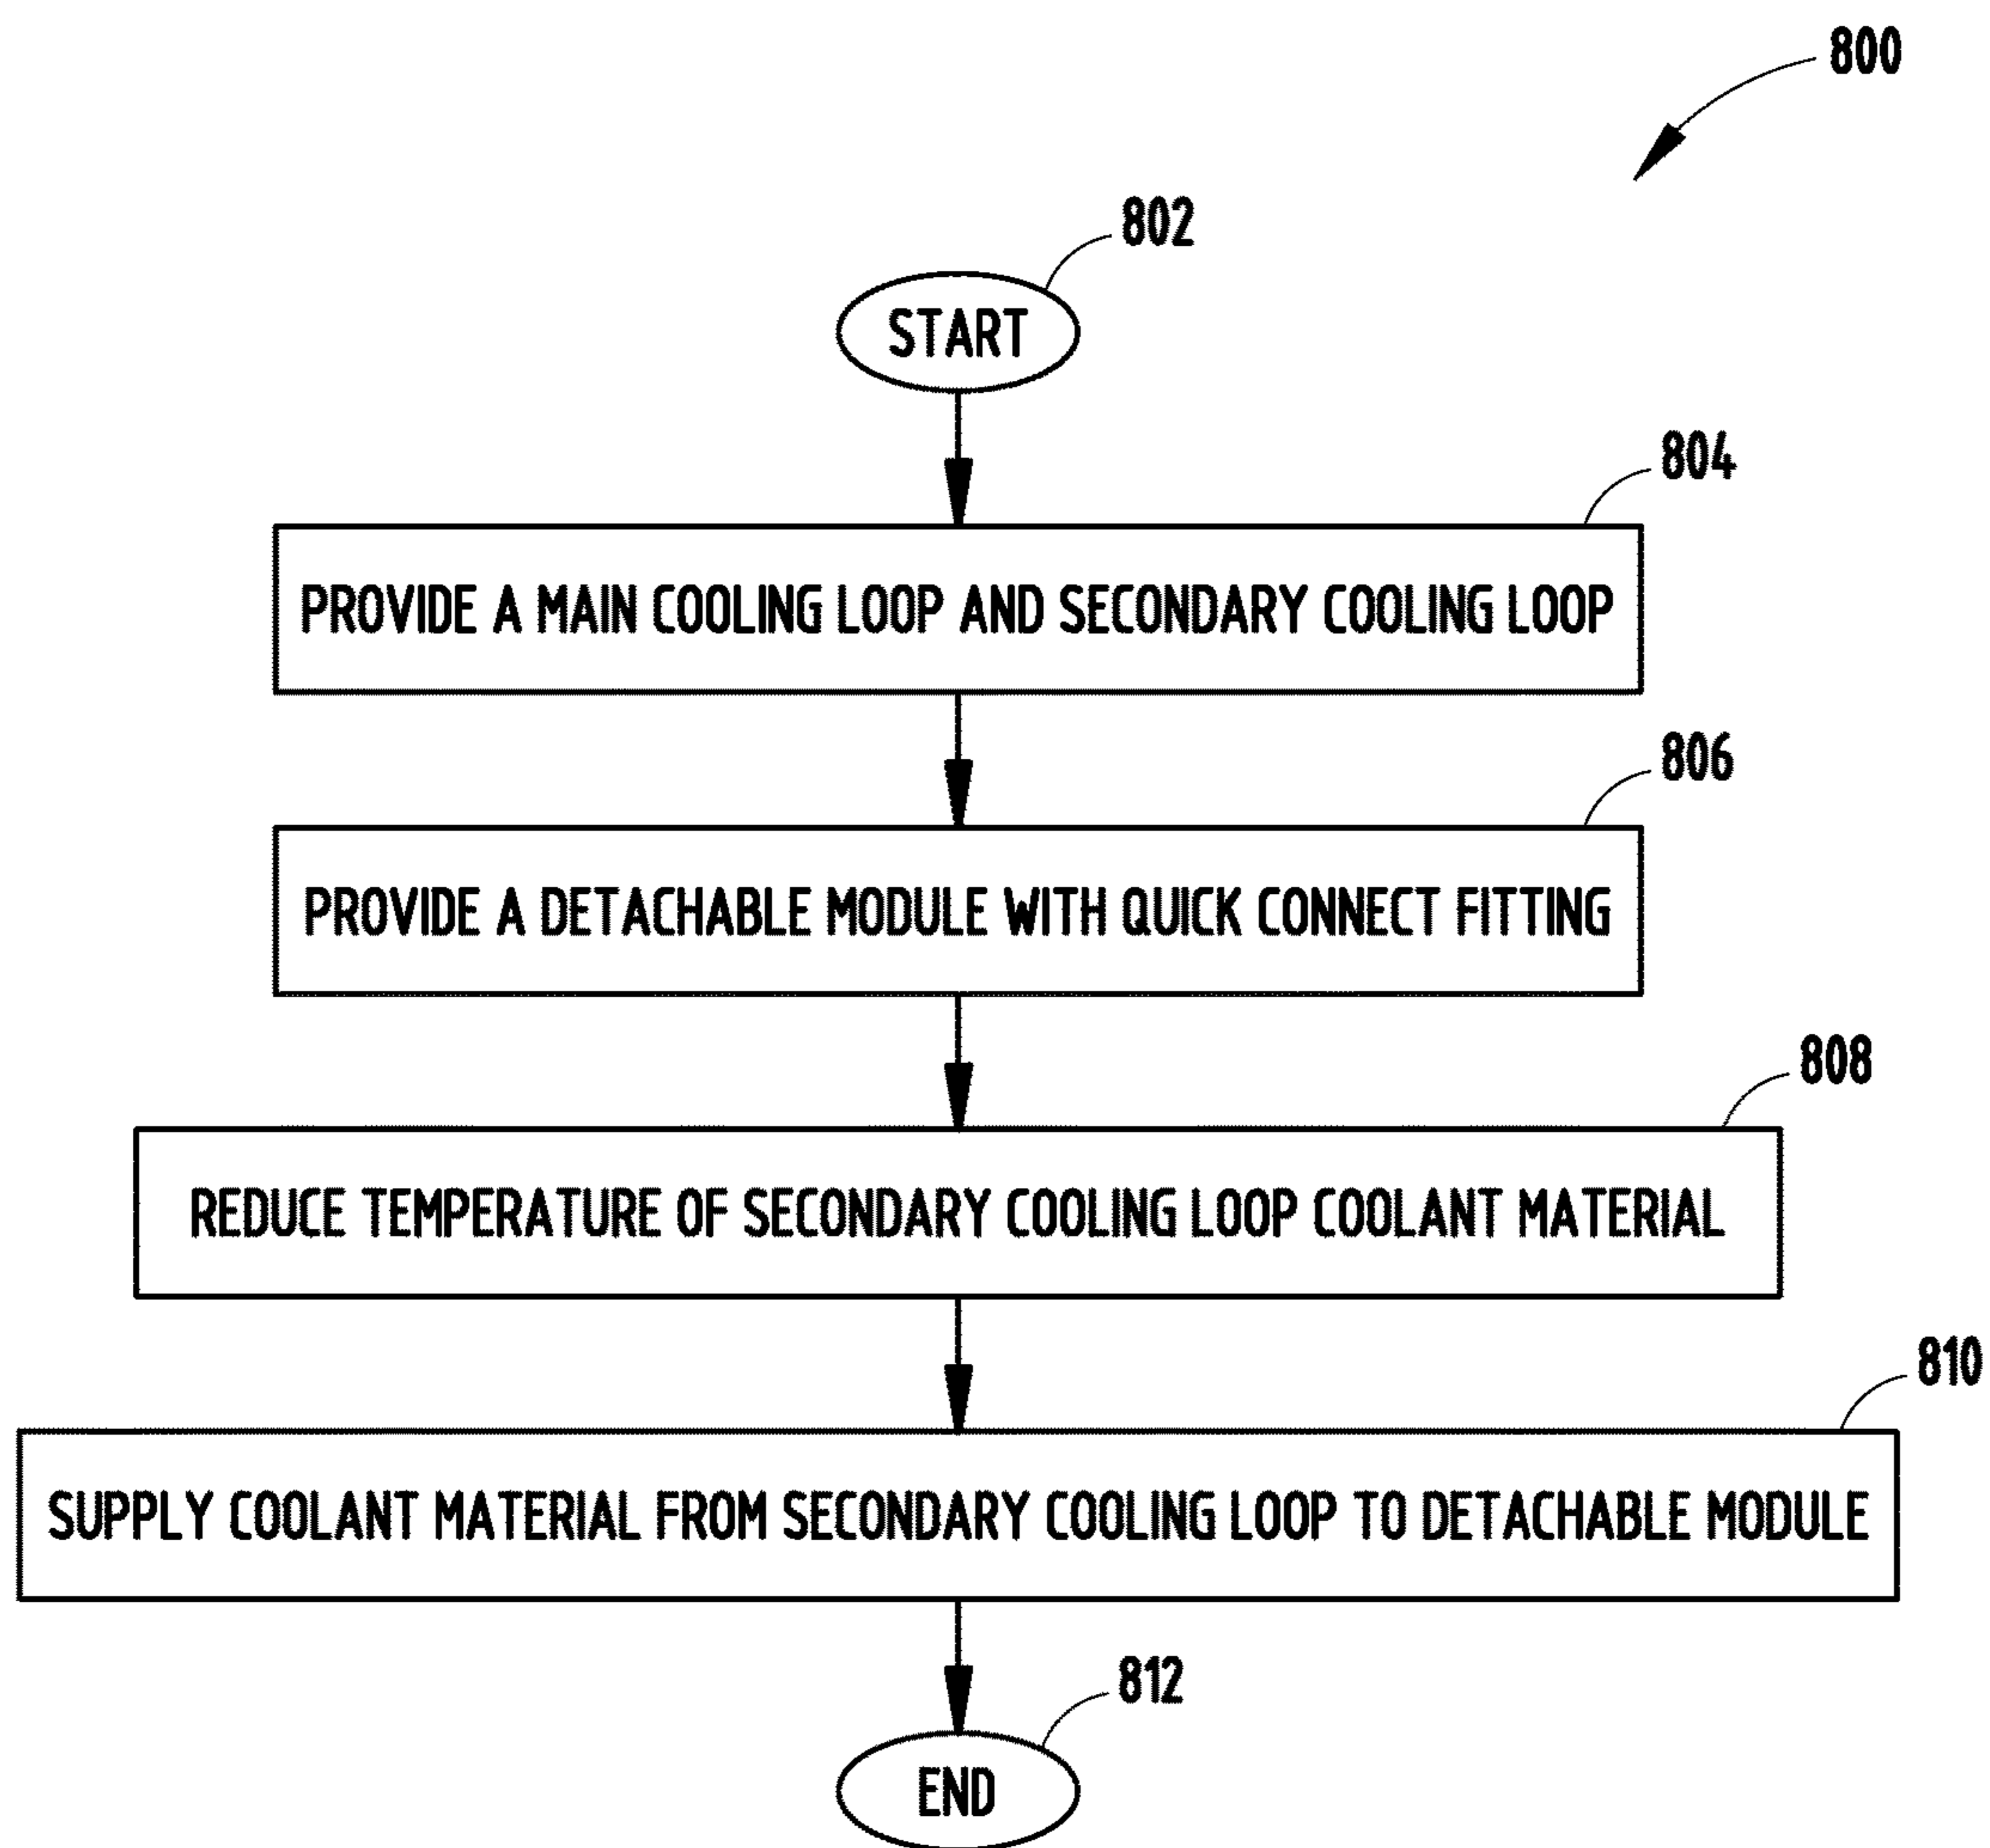 800
802
START
804
PROVIDE A MAIN COOLING LOOP AND SECONDARY COOLING LOOP
806
PROVIDE A DETACHABLE MODULE WITH QUICK CONNECT FITTING
808
REDUCE TEMPERATURE OF SECONDARY COOLING LOOP COOLANT MATERIAL
810
SUPPLY COOLANT MATERIAL FROM SECONDARY COOLING LOOP TO DETACHABLE MODULE
812
END